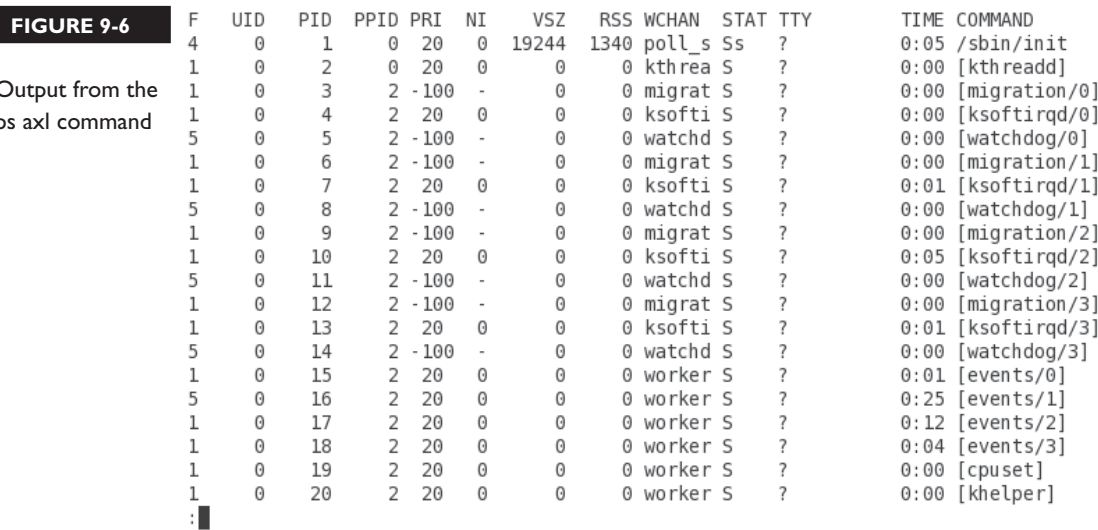 FIGURE 9-6
Output from the
ps axl command
F UID PID PPID PRI NI VSZ RSS WCHAN STAT TTY TIME COMMAND
4 0 1 0 20 0 19244 1340 poll_s Ss ? 0:05 /sbin/init
1 0 2 0 20 0 0 0 kthrea S ? 0:00 [kthreadd]
1 0 3 2 -100 - 0 0 migrat S ? 0:00 [migration/0]
1 0 4 2 20 0 0 0 ksofti S ? 0:00 [ksoftirqd/0]
5 0 5 2 -100 - 0 0 watchd S ? 0:00 [watchdog/0]
1 0 6 2 -100 - 0 0 migrat S ? 0:00 [migration/1]
1 0 7 2 20 0 0 0 ksofti S ? 0:01 [ksoftirqd/1]
5 0 8 2 -100 - 0 0 watchd S ? 0:00 [watchdog/1]
1 0 9 2 -100 - 0 0 migrat S ? 0:00 [migration/2]
1 0 10 2 20 0 0 0 ksofti S ? 0:05 [ksoftirqd/2]
5 0 11 2 -100 - 0 0 watchd S ? 0:00 [watchdog/2]
1 0 12 2 -100 - 0 0 migrat S ? 0:00 [migration/3]
1 0 13 2 20 0 0 0 ksofti S ? 0:01 [ksoftirqd/3]
5 0 14 2 -100 - 0 0 watchd S ? 0:00 [watchdog/3]
1 0 15 2 20 0 0 0 worker S ? 0:01 [events/0]
5 0 16 2 20 0 0 0 worker S ? 0:25 [events/1]
1 0 17 2 20 0 0 0 worker S ? 0:12 [events/2]
1 0 18 2 20 0 0 0 worker S ? 0:04 [events/3]
1 0 19 2 20 0 0 0 worker S ? 0:00 [cpuset]
1 0 20 2 20 0 0 0 worker S ? 0:00 [khelper]
: